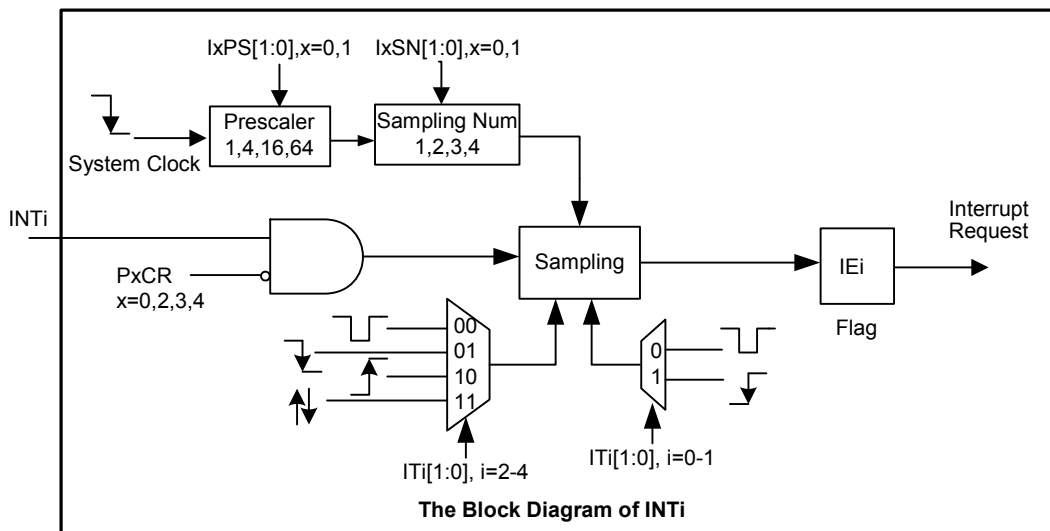 IxPS[1:0],x=0,1
IxSN[1:0],x=0,1
Prescaler
1,4,16,64
Sampling Num
1,2,3,4
System Clock
INTi
PxCR
x=0,2,3,4
Sampling
IEi
Flag
Interrupt
Request
00
01
10
11
0
1
ITi[1:0], i=2-4
ITi[1:0], i=0-1
The Block Diagram of INTi